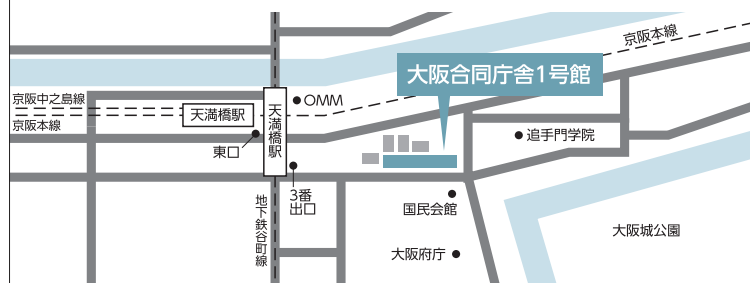 京阪本線
大阪合同庁舎1号館
京阪中之島線
OMM
天満橋駅
天満橋駅
京阪本線
追手門学院
東口
3番
出口
国民会館
地下鉄谷町線
大阪城公園
大阪府庁